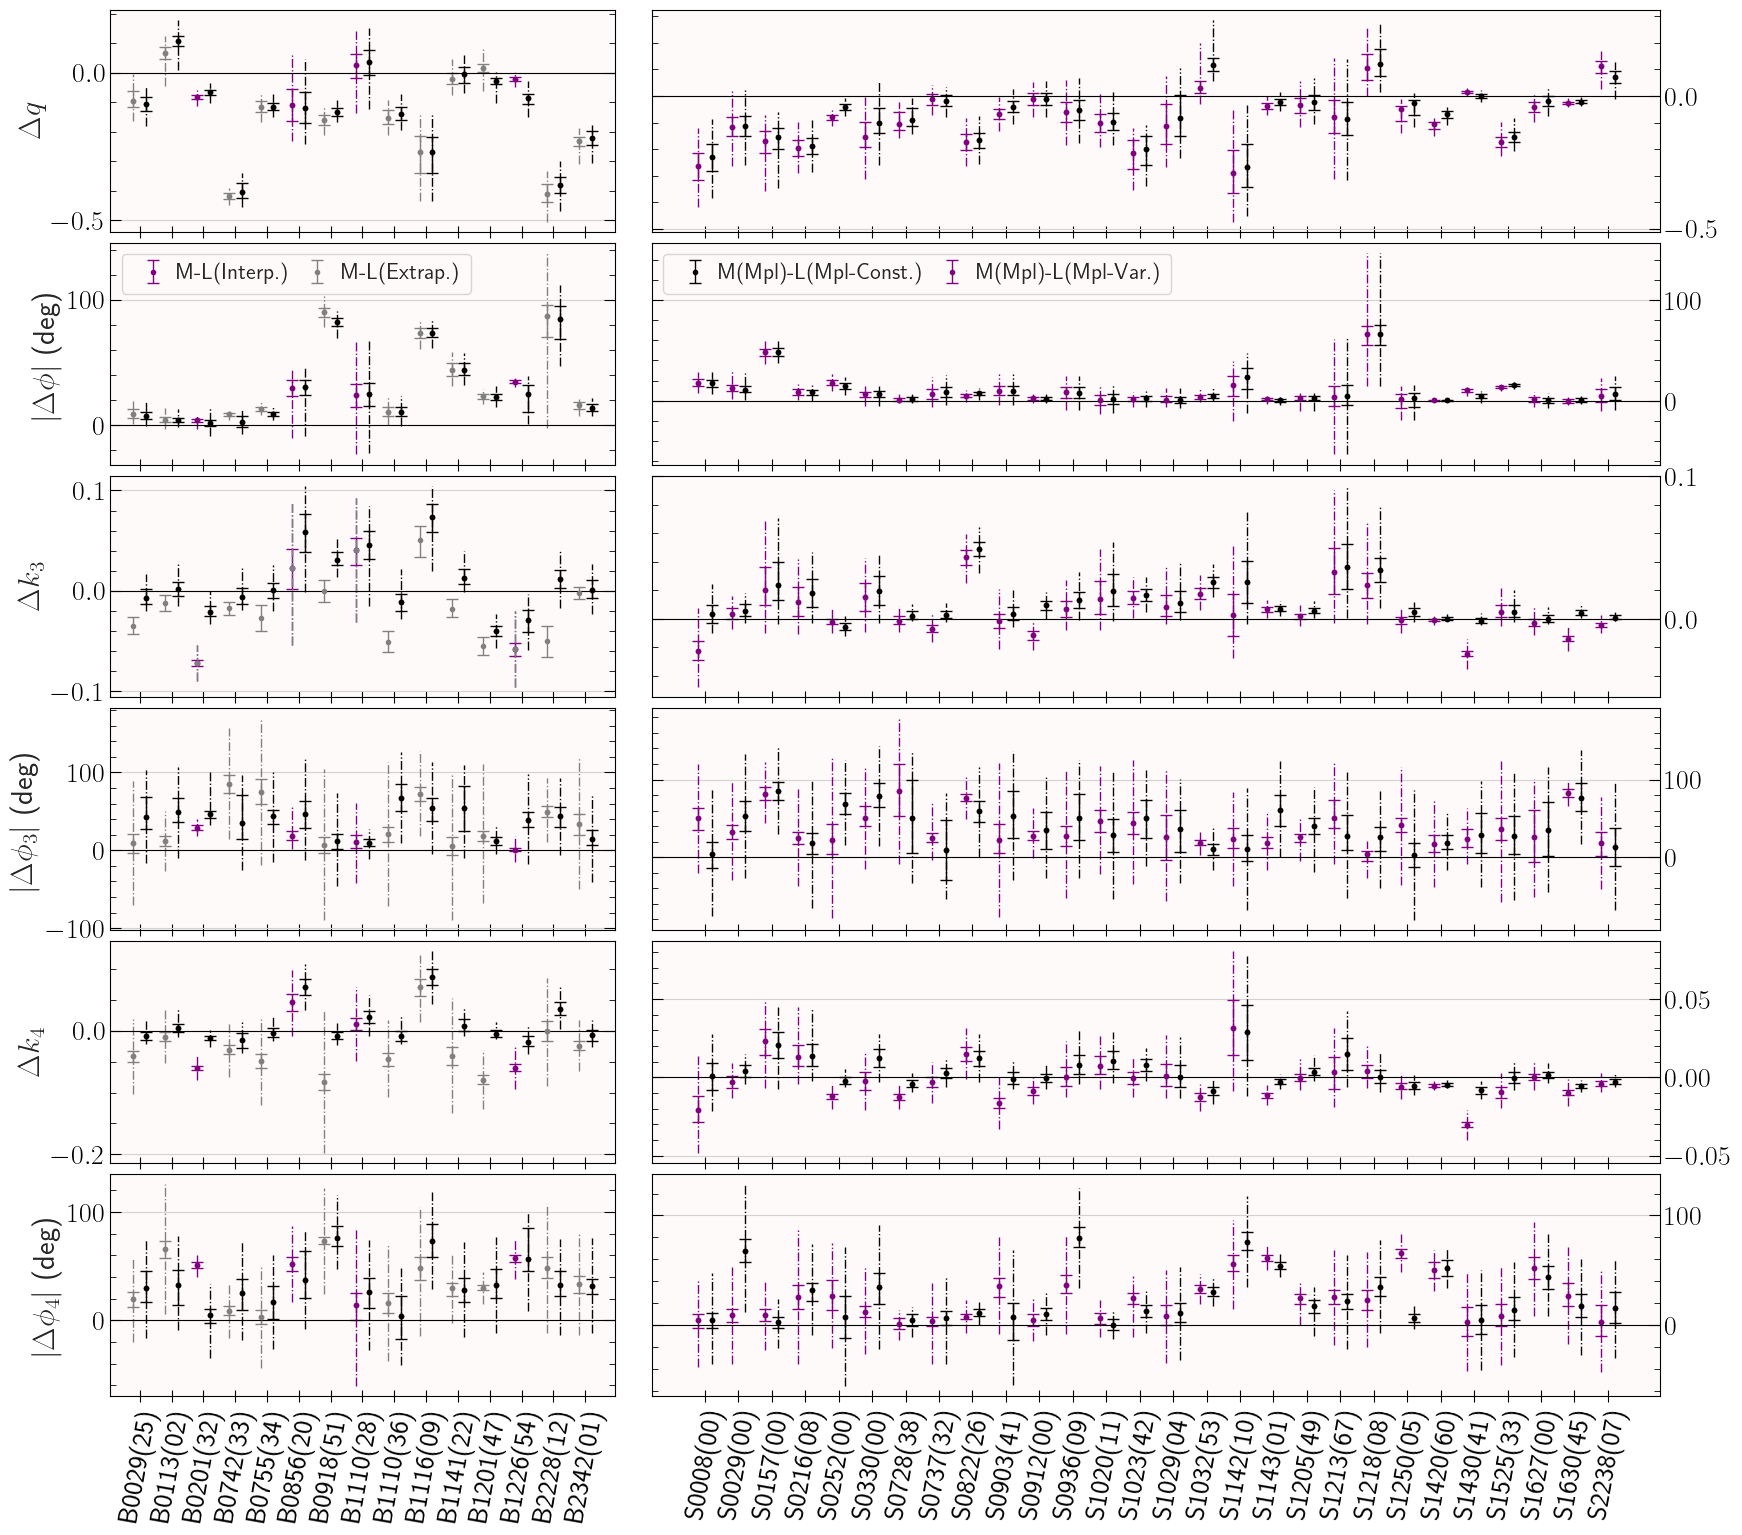 Δq
0.0
−0.5
0.0
−0.5
|Δϕ| (deg)
100
0
M-L(Interp.) M-L(Extrap.)
M(Mpl)-L(Mpl-Const.) M(Mpl)-L(Mpl-Var.)
100
0
Δk₃
0.1
0.0
−0.1
0.1
0.0
|Δϕ₃| (deg)
100
0
−100
100
0
Δk₄
0.0
−0.2
0.05
0.00
−0.05
|Δϕ₄| (deg)
100
0
100
0
B0029(25)
B0113(02)
B0201(32)
B0742(33)
B0755(34)
B0856(20)
B0918(51)
B1110(28)
B1110(36)
B1116(09)
B1141(22)
B1201(47)
B1226(54)
B2228(12)
B2342(01)
S0008(00)
S0029(00)
S0157(00)
S0216(08)
S0252(00)
S0330(00)
S0728(38)
S0737(32)
S0822(26)
S0903(41)
S0912(00)
S0936(09)
S1020(11)
S1023(42)
S1029(04)
S1032(53)
S1142(10)
S1143(01)
S1205(49)
S1213(67)
S1218(08)
S1250(05)
S1420(60)
S1430(41)
S1525(33)
S1627(00)
S1630(45)
S2238(07)